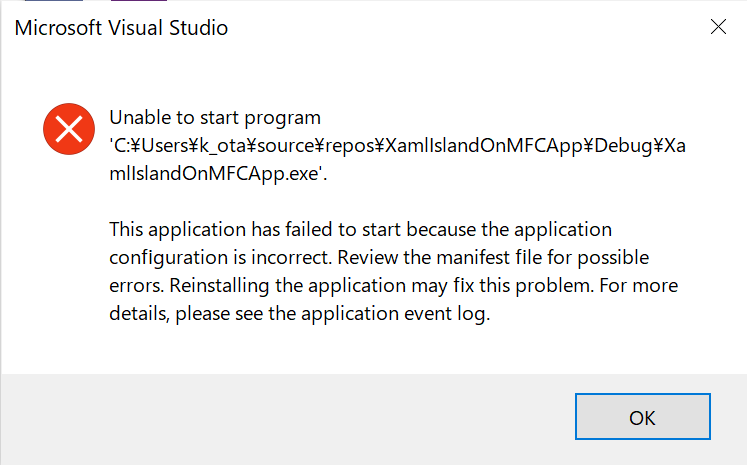 Microsoft Visual Studio
Unable to start program
'C:¥Users¥k_ota¥source¥repos¥XamlIslandOnMFCApp¥Debug¥Xa
mlIslandOnMFCApp.exe'.
This application has failed to start because the application
configuration is incorrect. Review the manifest file for possible
errors. Reinstalling the application may fix this problem. For more
details, please see the application event log.
OK